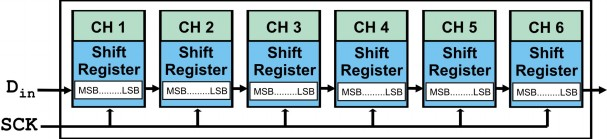 CH 1 CH 2 CH 3 CH 4 CH 5 CH 6
Shift Shift Shift Shift Shift Shift
Register Register Register Register Register Register
Din MSB.........LSB MSB.........LSB MSB.........LSB MSB.........LSB MSB.........LSB MSB.........LSB
SCK